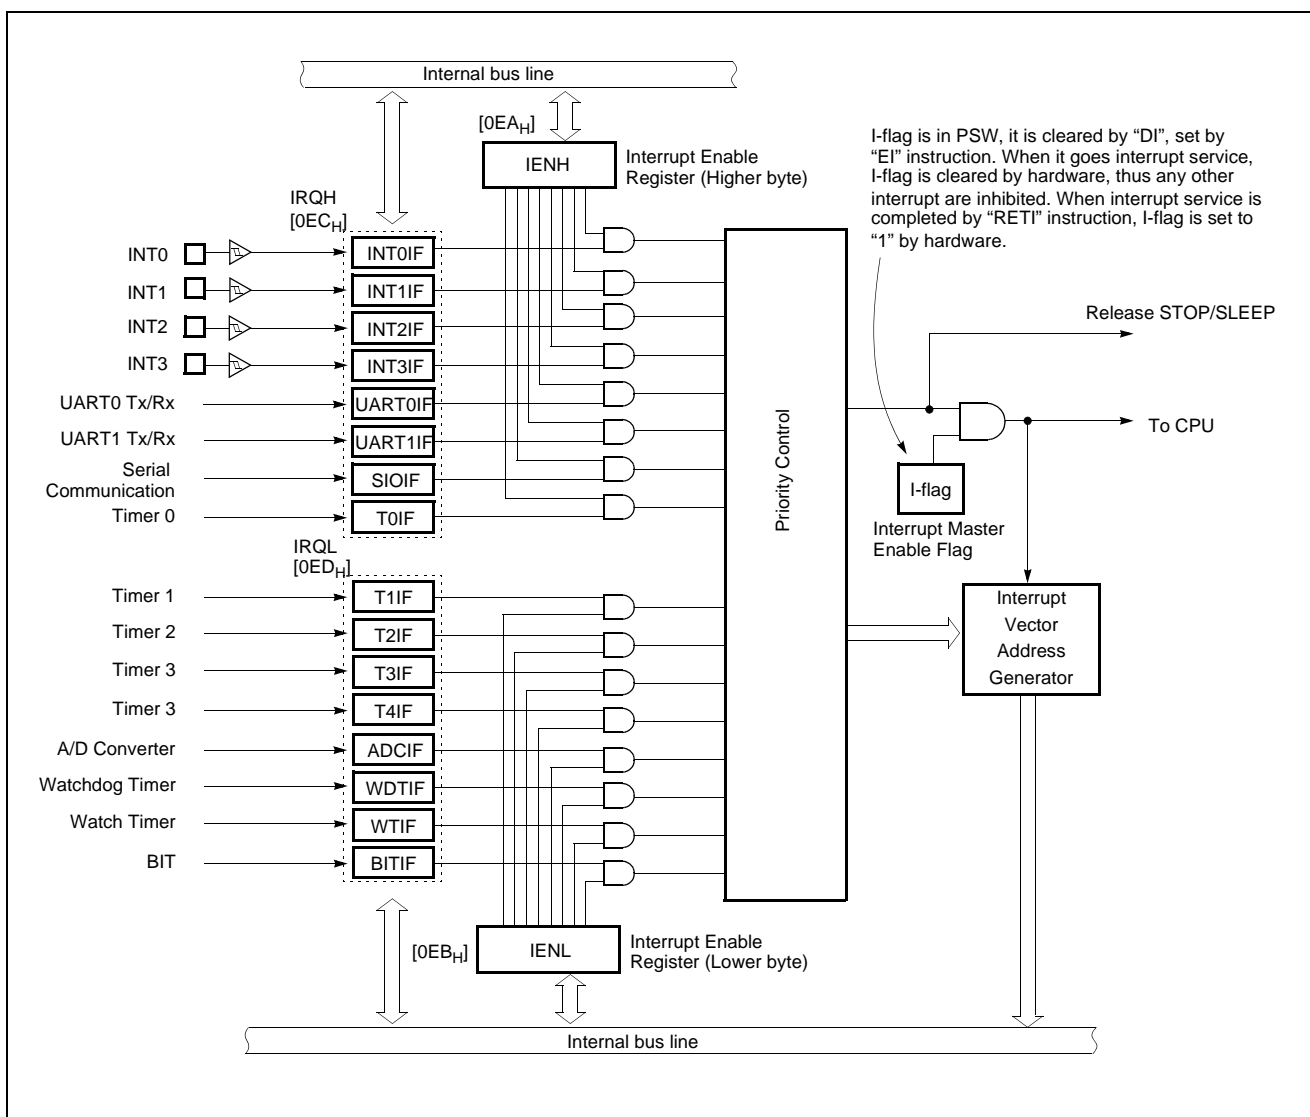 Internal bus line
[0EAH]
IENH
Interrupt Enable
Register (Higher byte)
I-flag is in PSW, it is cleared by “DI”, set by
“EI” instruction. When it goes interrupt service,
I-flag is cleared by hardware, thus any other
interrupt are inhibited. When interrupt service is
completed by “RETI” instruction, I-flag is set to
“1” by hardware.
IRQH
[0ECH]
INT0
INT0IF
INT1
INT1IF
INT2
INT2IF
INT3
INT3IF
UART0 Tx/Rx
UART0IF
UART1 Tx/Rx
UART1IF
Serial
Communication
SIOIF
Timer 0
T0IF
Priority Control
Release STOP/SLEEP
To CPU
I-flag
Interrupt Master
Enable Flag
IRQL
[0EDH]
Timer 1
T1IF
Timer 2
T2IF
Timer 3
T3IF
Timer 3
T4IF
A/D Converter
ADCIF
Watchdog Timer
WDTIF
Watch Timer
WTIF
BIT
BITIF
Interrupt
Vector
Address
Generator
[0EBH]
IENL
Interrupt Enable
Register (Lower byte)
Internal bus line